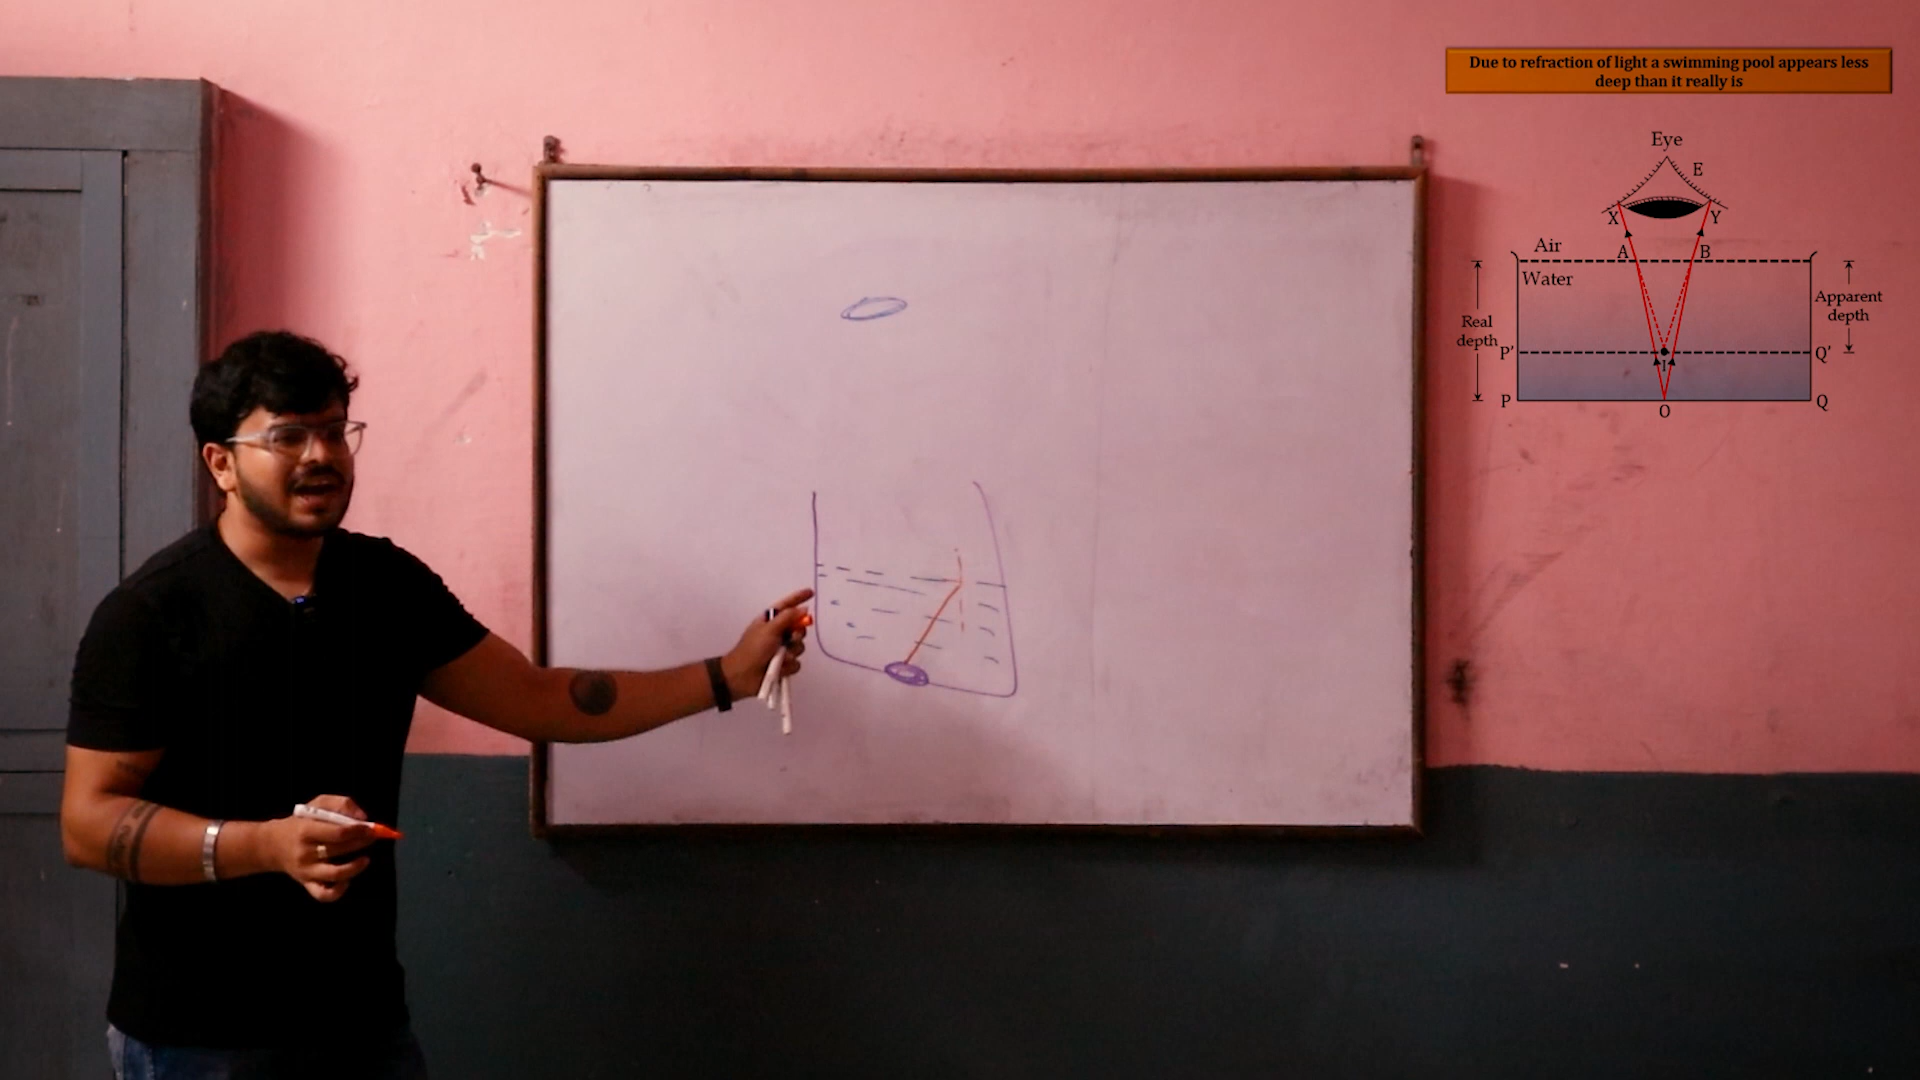 Due to refraction of light a swimming pool appears less
deep than it really is
Eye
E
X
Y
Air
A
B
Water
Apparent
depth
Real
depth
P'
Q'
I
P
Q
O